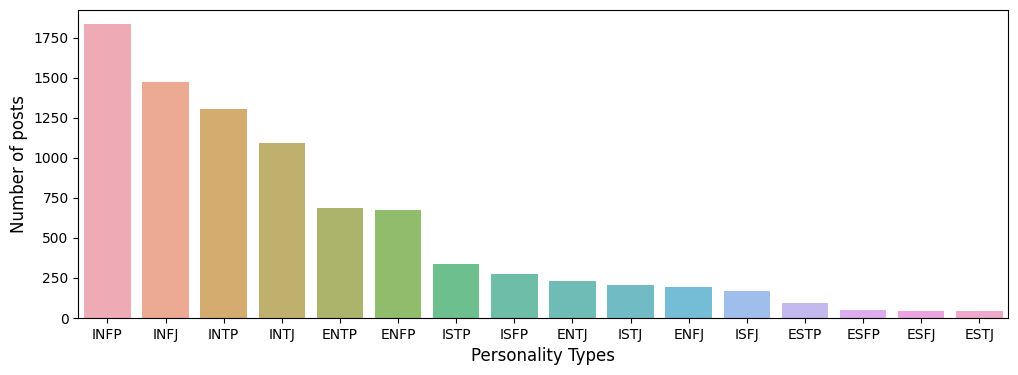 Number of posts
1750
1500
1250
1000
750
500
250
0
INFP INFJ INTP INTJ ENTP ENFP ISTP ISFP ENTJ ISTJ ENFJ ISFJ ESTP ESFP ESFJ ESTJ
Personality Types